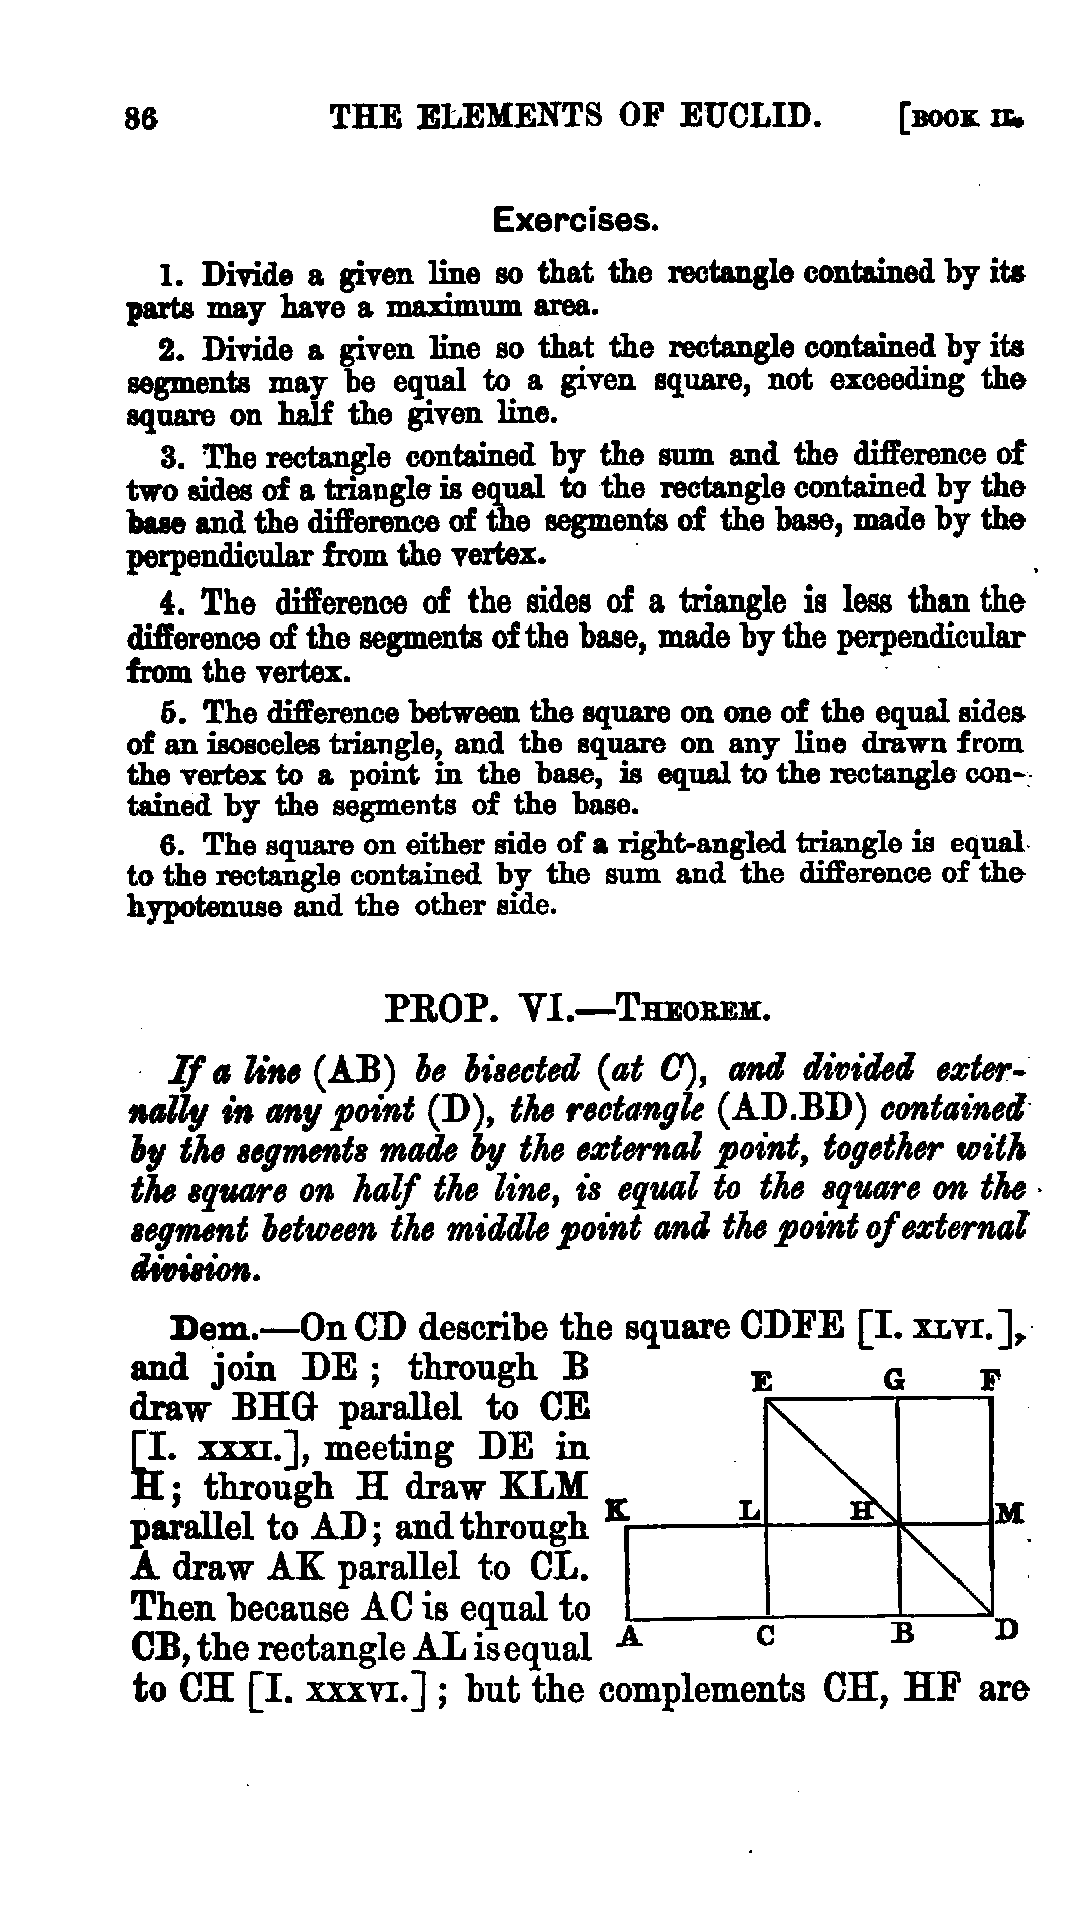 86 THE ELEMENTS OF EUCLID. [BOOK II.
Exercises.
1. Divide a given line so that the rectangle contained by its
parts may have a maximum area.
2. Divide a given line so that the rectangle contained by its
segments may be equal to a given square, not exceeding the
square on half the given line.
3. The rectangle contained by the sum and the difference of
two sides of a triangle is equal to the rectangle contained by the
base and the difference of the segments of the base, made by the
perpendicular from the vertex.
4. The difference of the sides of a triangle is less than the
difference of the segments of the base, made by the perpendicular
from the vertex.
5. The difference between the square on one of the equal sides
of an isosceles triangle, and the square on any line drawn from
the vertex to a point in the base, is equal to the rectangle con-
tained by the segments of the base.
6. The square on either side of a right-angled triangle is equal
to the rectangle contained by the sum and the difference of the
hypotenuse and the other side.
PROP. VI.—THEOREM.
If a line (AB) be bisected (at C), and divided exter-
nally in any point (D), the rectangle (AD.BD) contained
by the segments made by the external point, together with
the square on half the line, is equal to the square on the
segment between the middle point and the point of external
division.
Dem.—On CD describe the square CDFE [I. XLVI.],
and join DE; through B
draw BHG parallel to CE
[I. XXXI.], meeting DE in
H; through H draw KLM
parallel to AD; and through
A draw AK parallel to CL.
Then because AC is equal to
CB, the rectangle AL is equal
to CH [I. XXXVI.]; but the complements CH, HF are
E G F
K L H M
A C B D